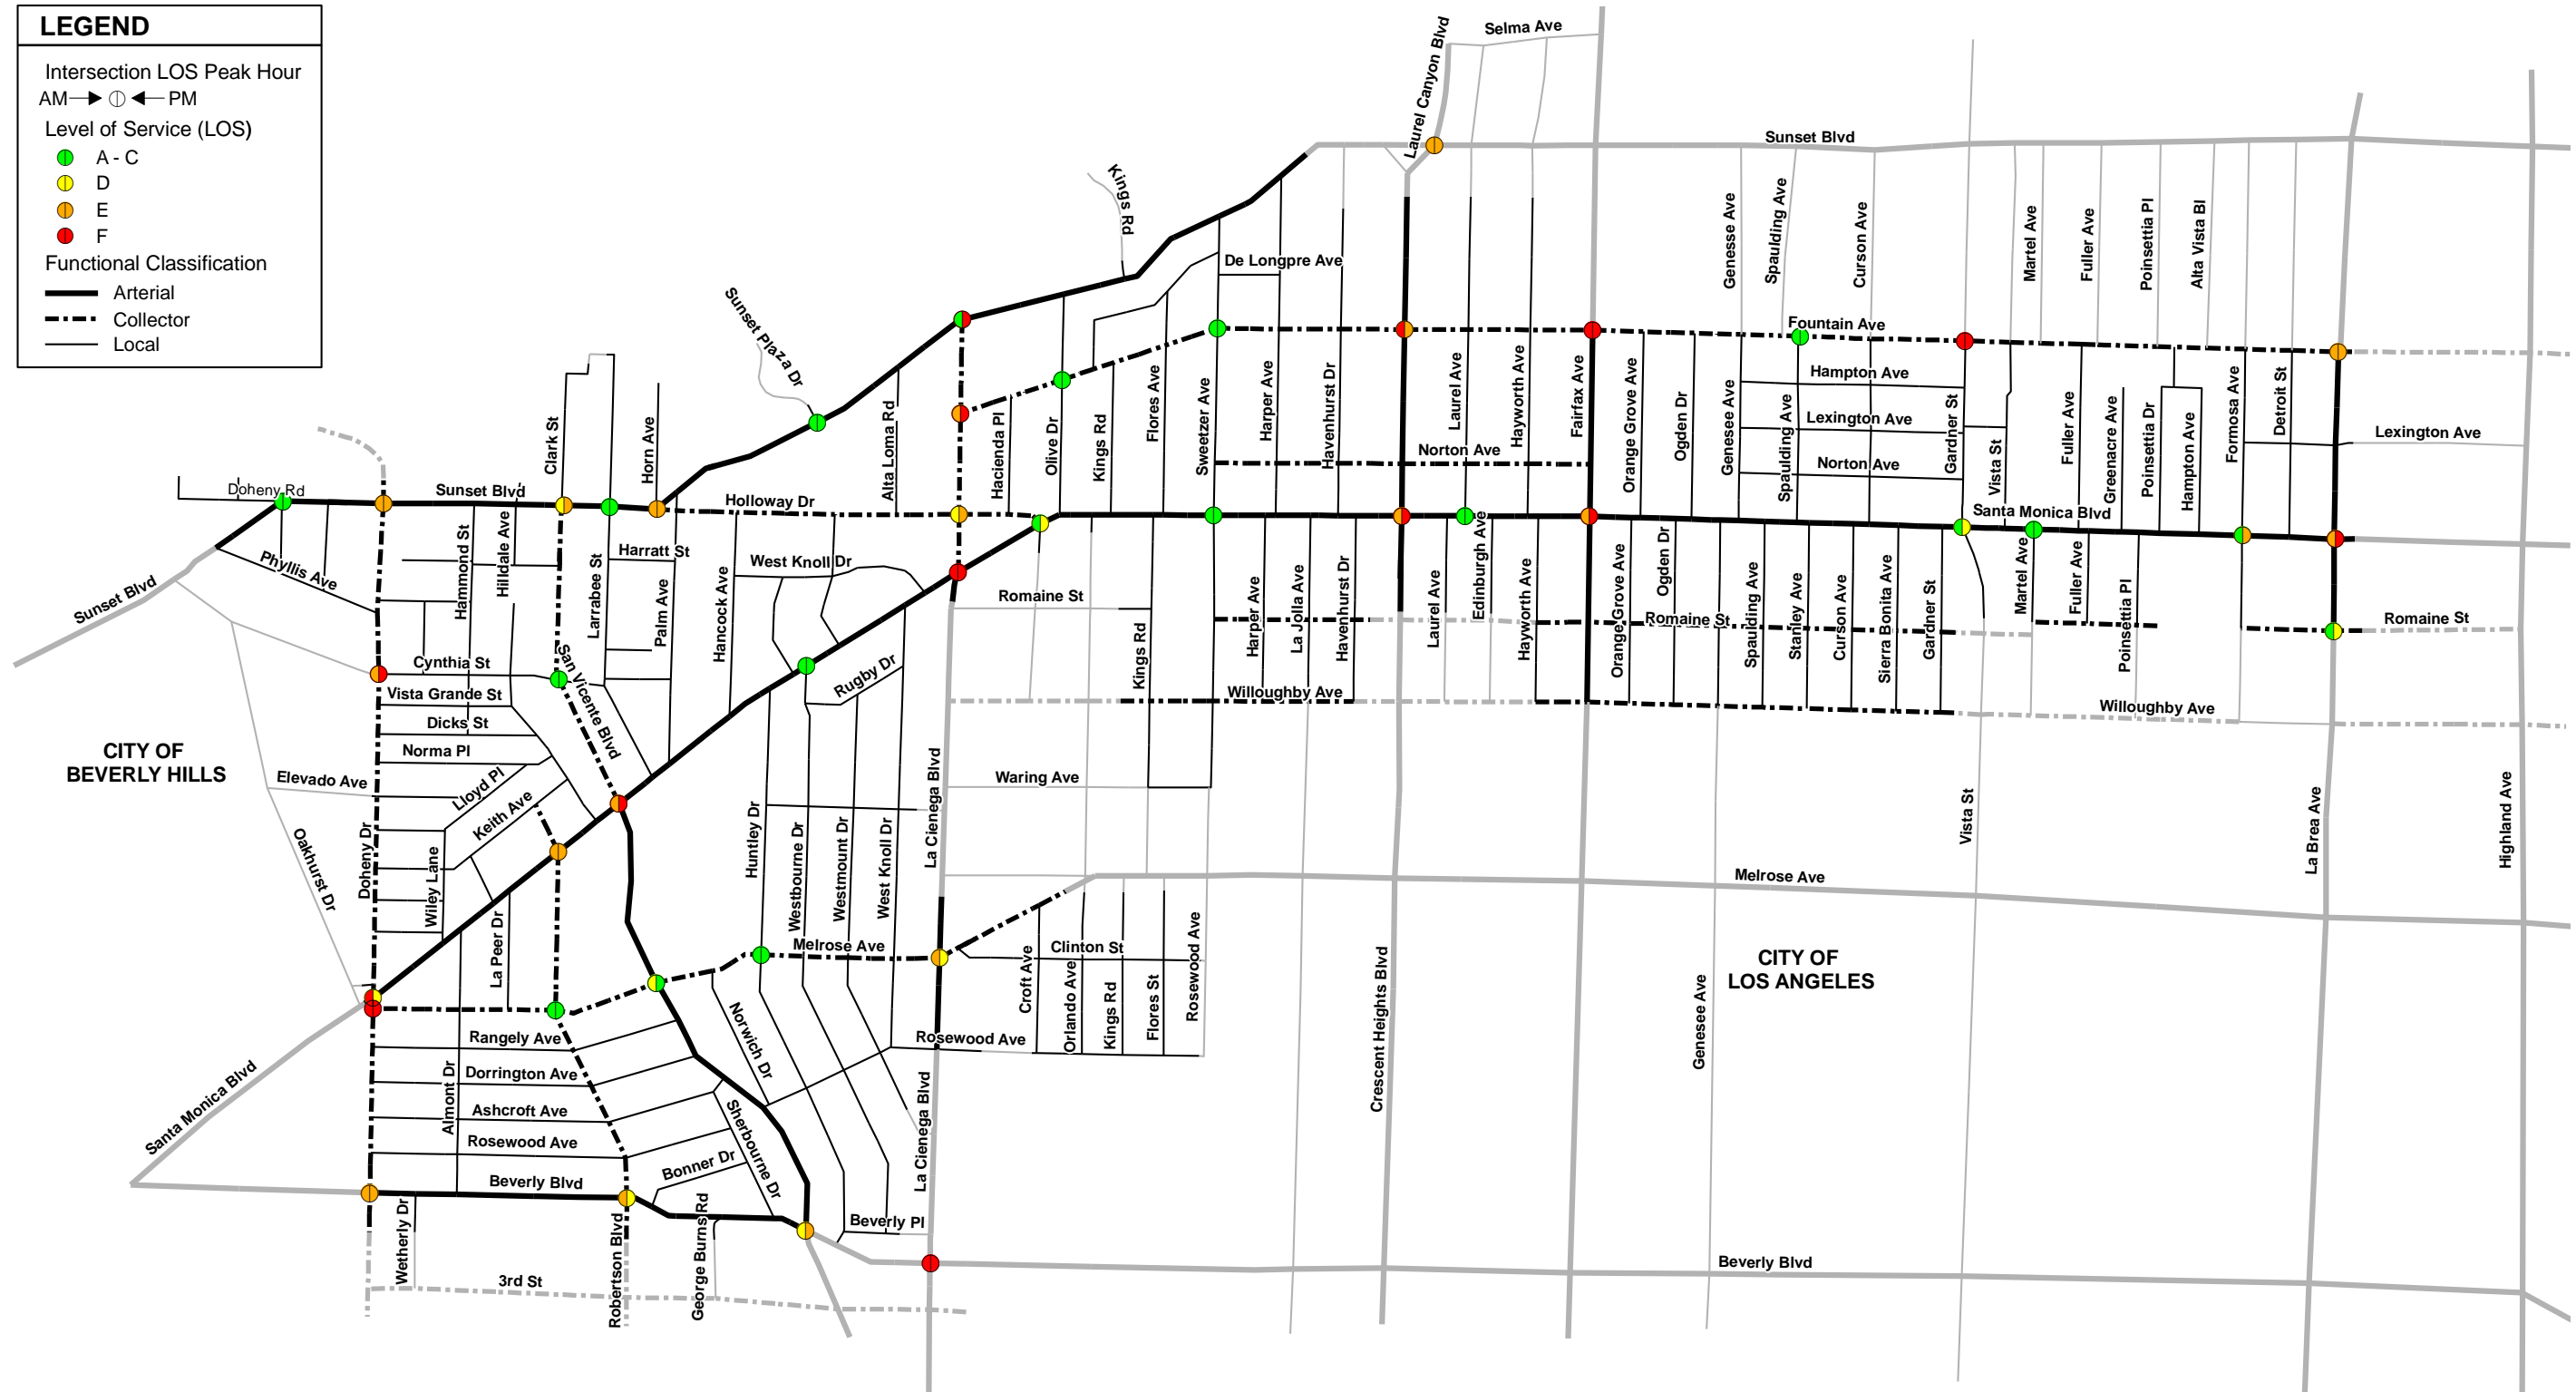 LEGEND
Intersection LOS Peak Hour
AM PM
Level of Service (LOS)
A - C
D
E
F
Functional Classification
Arterial
Collector
Local
Selma Ave
Laurel Canyon Blvd
Sunset Blvd
Kings Rd
Genesse Ave
Spaulding Ave
Curson Ave
Martel Ave
Fuller Ave
Poinsettia Pl
Alta Vista Bl
De Longpre Ave
Sunset Plaza Dr
Fountain Ave
Hampton Ave
Lexington Ave
Norton Ave
Norton Ave
Lexington Ave
Clark St
Horn Ave
Alta Loma Rd
Hacienda Pl
Olive Dr
Kings Rd
Flores Ave
Sweetzer Ave
Harper Ave
Havenhurst Dr
Laurel Ave
Hayworth Ave
Fairfax Ave
Orange Grove Ave
Ogden Dr
Genesee Ave
Spaulding Ave
Gardner St
Vista St
Fuller Ave
Greenacre Ave
Poinsettia Dr
Hampton Ave
Formosa Ave
Detroit St
Doheny Rd
Sunset Blvd
Holloway Dr
Santa Monica Blvd
Phyllis Ave
Sunset Blvd
Hammond St
Hilldale Ave
Larrabee St
Harratt St
Palm Ave
Hancock Ave
West Knoll Dr
Romaine St
Kings Rd
Harper Ave
La Jolla Ave
Havenhurst Dr
Laurel Ave
Edinburgh Ave
Hayworth Ave
Orange Grove Ave
Ogden Dr
Romaine St
Spaulding Ave
Stanley Ave
Curson Ave
Sierra Bonita Ave
Gardner St
Martel Ave
Fuller Ave
Poinsettia Pl
Romaine St
Cynthia St
Vista Grande St
Dicks St
Norma Pl
San Vicente Blvd
Rugby Dr
Willoughby Ave
Willoughby Ave
CITY OF
BEVERLY HILLS
Elevado Ave
Lloyd Pl
Keith Ave
Oakhurst Dr
Doheny Dr
Wiley Lane
La Peer Dr
Huntley Dr
Westbourne Dr
Westmount Dr
West Knoll Dr
La Cienega Blvd
Waring Ave
Vista St
La Brea Ave
Highland Ave
Melrose Ave
Melrose Ave
Clinton St
Croft Ave
Orlando Ave
Kings Rd
Flores St
Rosewood Ave
Crescent Heights Blvd
Genesee Ave
CITY OF
LOS ANGELES
Rangely Ave
Norwich Dr
Rosewood Ave
Dorrington Ave
Almont Dr
Ashcroft Ave
Sherbourne Dr
La Cienega Blvd
Santa Monica Blvd
Rosewood Ave
Bonner Dr
Beverly Blvd
Wetherly Dr
Robertson Blvd
George Burns Rd
Beverly Pl
3rd St
Beverly Blvd